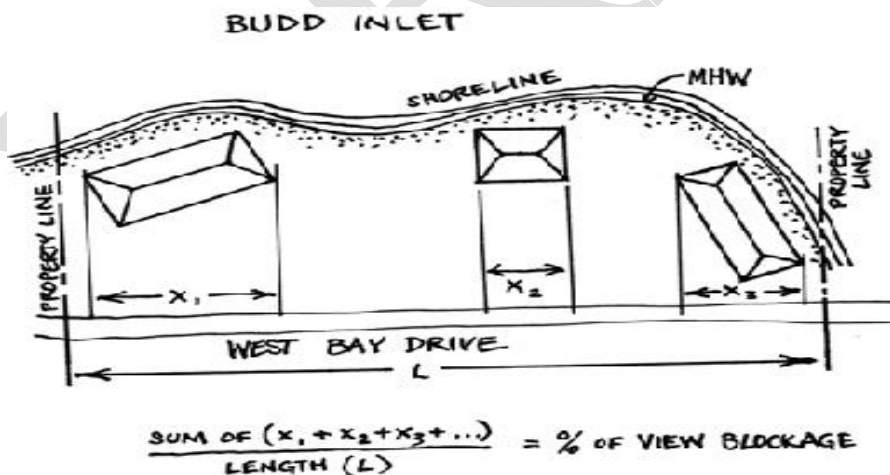 BUDD INLET
SHORELINE
MHW
PROPERTY LINE
PROPERTY
LINE
X₁
X₂
X₃
WEST BAY DRIVE
L
SUM OF (X₁ + X₂ + X₃ + ...)
LENGTH (L)
= % OF VIEW BLOCKAGE